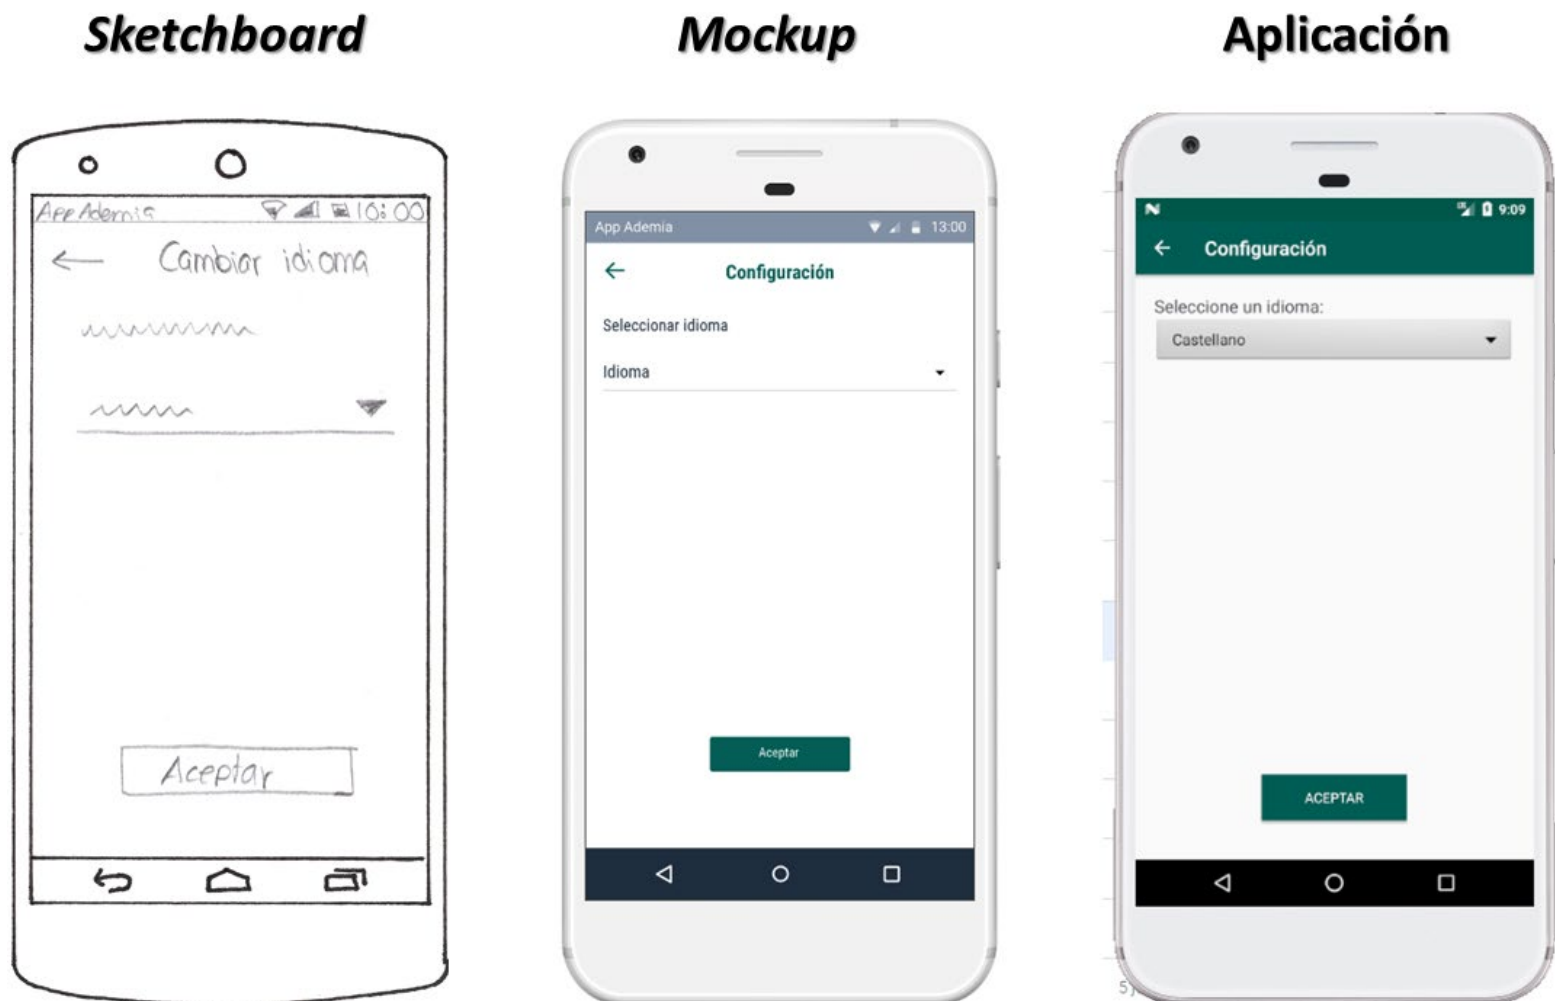 Sketchboard
Mockup
Aplicación
App Ademia 10:00
Cambiar idioma
Aceptar
App Ademia 13:00
Configuración
Seleccionar idioma
Idioma
Aceptar
9:09
Configuración
Seleccione un idioma:
Castellano
ACEPTAR
5)